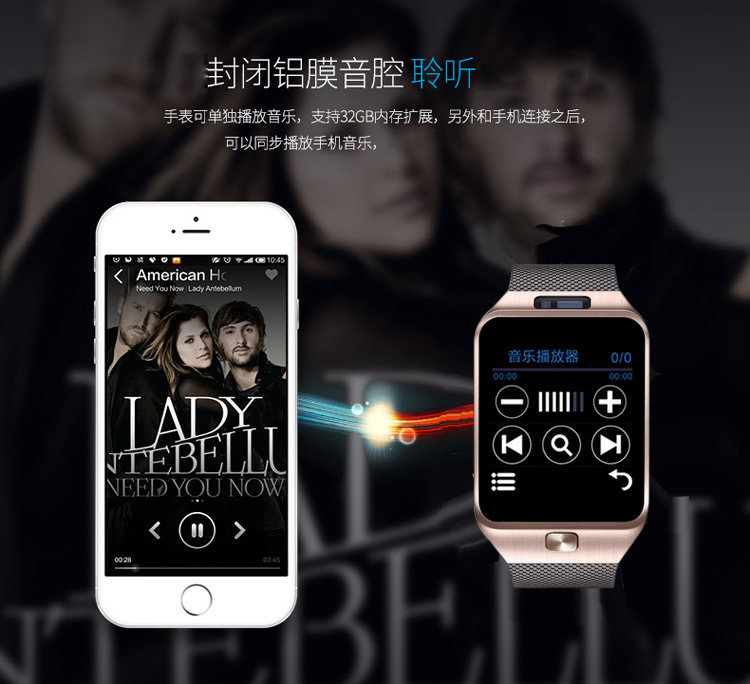 封闭铝膜音腔 聆听
手表可单独播放音乐，支持32GB内存扩展，另外和手机连接之后，
可以同步播放手机音乐，
10:45
American Ho
Need You Now Lady Antebellum
LADY
NTEBELLU
NEED YOU NOW
00:28
03:45
音乐播放器 0/0
00:00 00:00